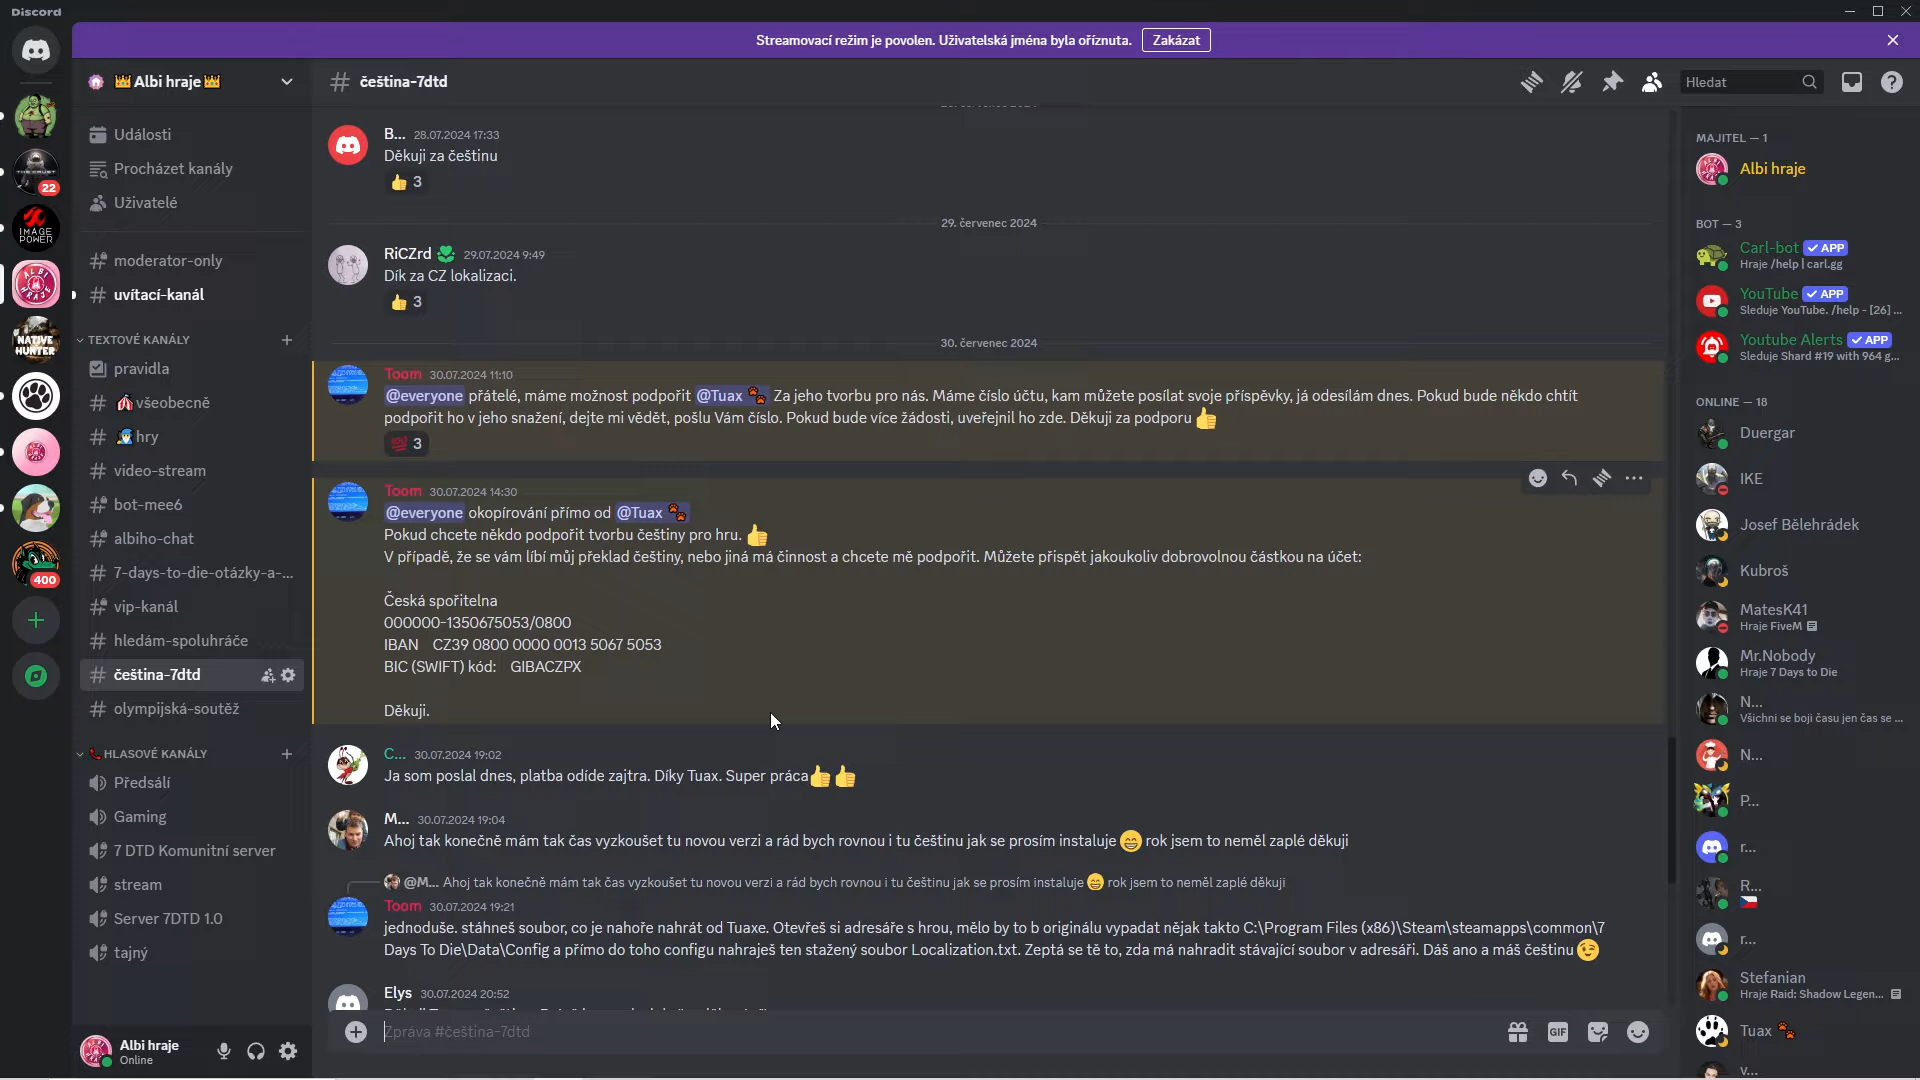 Discord
Streamovací režim je povolen. Uživatelská jména byla oříznuta.
Zakázat
Albi hraje
čeština-7dtd
Hledat
Události
Procházet kanály
Uživatelé
moderator-only
uvítací-kanál
TEXTOVÉ KANÁLY
pravidla
všeobecně
hry
video-stream
bot-mee6
albiho-chat
7-days-to-die-otázky-a-...
vip-kanál
hledám-spoluhráče
čeština-7dtd
olympijská-soutěž
HLASOVÉ KANÁLY
Předsálí
Gaming
7 DTD Komunitní server
stream
Server 7DTD 1.0
tajný
Albi hraje
Online
22
IMAGE
POWER
ALBI
HRAJE
NATIVE
HUNTER
400
B... 28.07.2024 17:33
Děkuji za češtinu
3
29. červenec 2024
RiCZrd 29.07.2024 9:49
Dík za CZ lokalizaci.
3
30. červenec 2024
Toom 30.07.2024 11:10
@everyone přátelé, máme možnost podpořit @Tuax Za jeho tvorbu pro nás. Máme číslo účtu, kam můžete posílat svoje příspěvky, já odesílám dnes. Pokud bude někdo chtít
podpořit ho v jeho snažení, dejte mi vědět, pošlu Vám číslo. Pokud bude více žádosti, uveřejnil ho zde. Děkuji za podporu
3
Toom 30.07.2024 14:30
@everyone okopírování přímo od @Tuax
Pokud chcete někdo podpořit tvorbu češtiny pro hru.
V případě, že se vám líbí můj překlad češtiny, nebo jiná má činnost a chcete mě podpořit. Můžete přispět jakoukoliv dobrovolnou částkou na účet:
Česká spořitelna
000000-1350675053/0800
IBAN CZ39 0800 0000 0013 5067 5053
BIC (SWIFT) kód: GIBACZPX
Děkuji.
C... 30.07.2024 19:02
Ja som poslal dnes, platba odíde zajtra. Díky Tuax. Super práca
M... 30.07.2024 19:04
Ahoj tak konečně mám tak čas vyzkoušet tu novou verzi a rád bych rovnou i tu češtinu jak se prosím instaluje rok jsem to neměl zaplé děkuji
@M... Ahoj tak konečně mám tak čas vyzkoušet tu novou verzi a rád bych rovnou i tu češtinu jak se prosím instaluje rok jsem to neměl zaplé děkuji
Toom 30.07.2024 19:21
jednoduše. stáhneš soubor, co je nahoře nahrát od Tuaxe. Otevřeš si adresáře s hrou, mělo by to b originálu vypadat nějak takto C:\Program Files (x86)\Steam\steamapps\common\7
Days To Die\Data\Config a přímo do toho configu nahraješ ten stažený soubor Localization.txt. Zeptá se tě to, zda má nahradit stávající soubor v adresáři. Dáš ano a máš češtinu
Elys 30.07.2024 20:52
Zpráva #čeština-7dtd
GIF
MAJITEL — 1
Albi hraje
BOT — 3
Carl-bot APP
Hraje /help | carl.gg
YouTube APP
Sleduje YouTube. /help - [26] ...
Youtube Alerts APP
Sleduje Shard #19 with 964 g...
ONLINE — 18
Duergar
IKE
Josef Bělehrádek
Kubroš
MatesK41
Hraje FiveM
Mr.Nobody
Hraje 7 Days to Die
N...
Všichni se boji času jen čas se ...
N...
P...
r...
R...
r...
Stefanian
Hraje Raid: Shadow Legen...
Tuax
v...